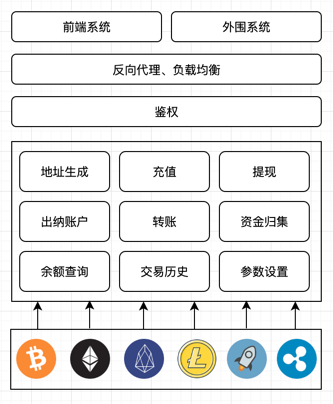 前端系统 外围系统
反向代理、负载均衡
鉴权
地址生成 充值 提现
出纳账户 转账 资金归集
余额查询 交易历史 参数设置